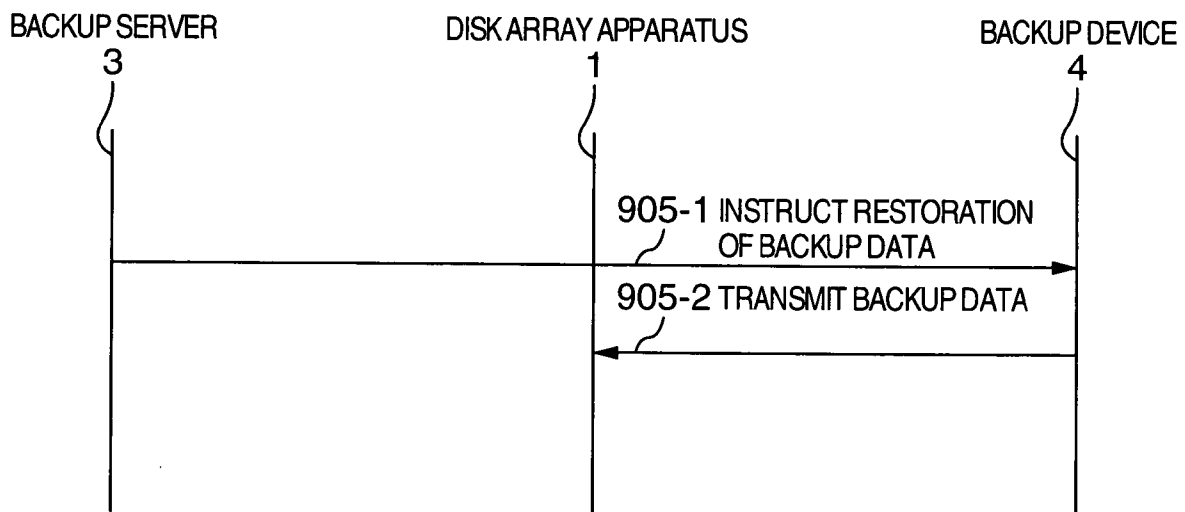 BACKUP SERVER
3
DISK ARRAY APPARATUS
1
BACKUP DEVICE
4
905-1 INSTRUCT RESTORATION
OF BACKUP DATA
905-2 TRANSMIT BACKUP DATA